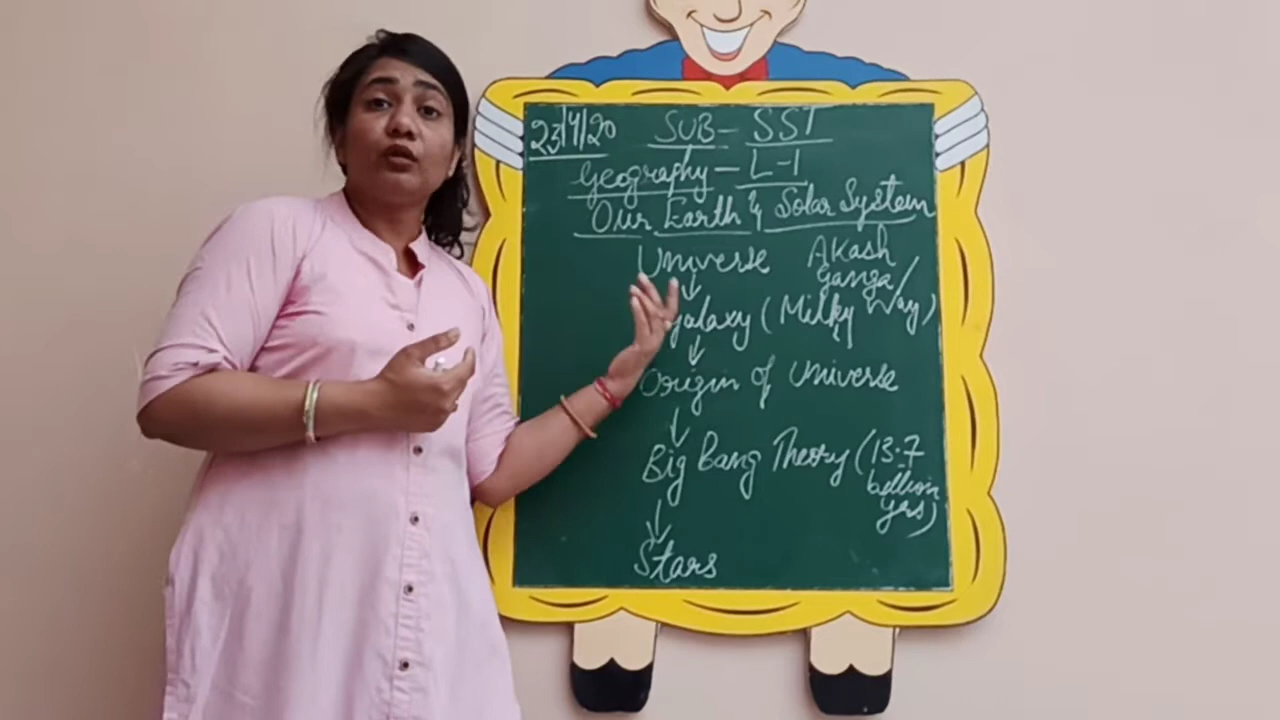 23/4/20 SUB- SST
Geography - L-1
Our Earth & Solar System
Universe Akash
Ganga/
galaxy (Milky Way)
Origin of Universe
Big Bang Theory (13.7
billion
yrs)
Stars